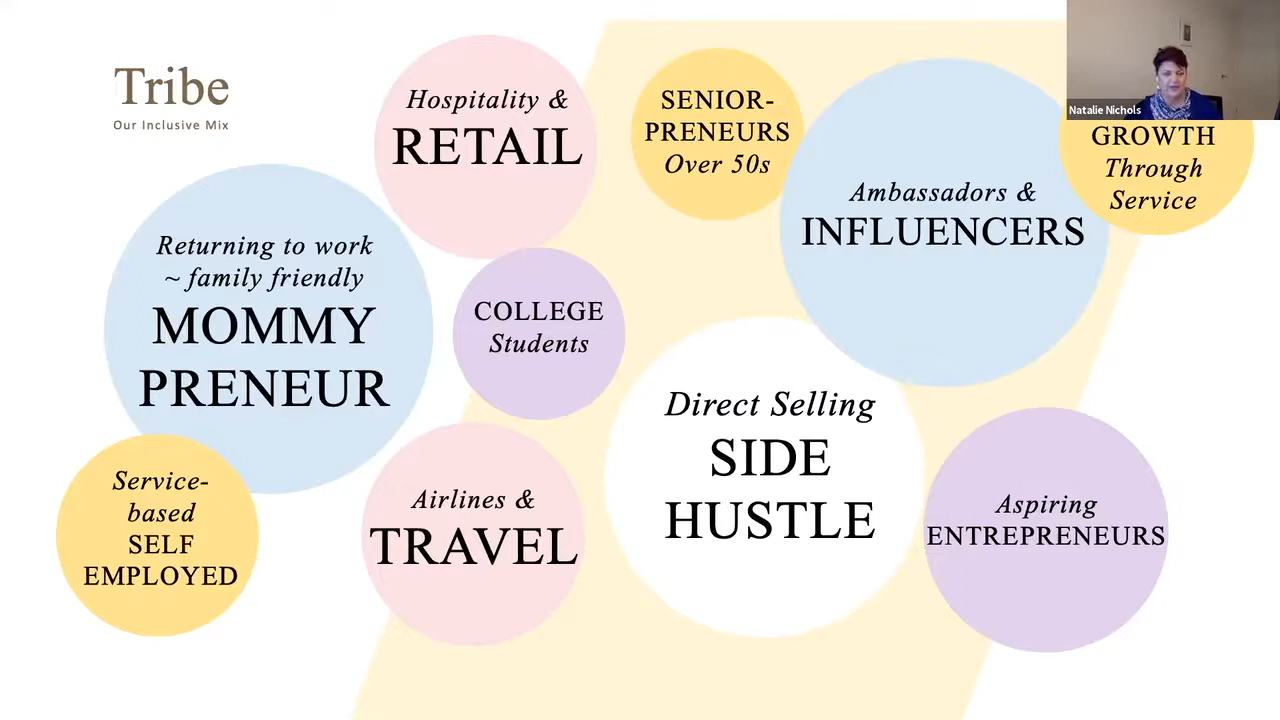 Tribe
Our Inclusive Mix
Hospitality &
RETAIL
SENIOR-
PRENEURS
Over 50s
Ambassadors &
INFLUENCERS
Natalie Nichols
GROWTH
Through
Service
Returning to work
~ family friendly
MOMMY
PRENEUR
COLLEGE
Students
Direct Selling
SIDE
HUSTLE
Service-
based
SELF
EMPLOYED
Airlines &
TRAVEL
Aspiring
ENTREPRENEURS